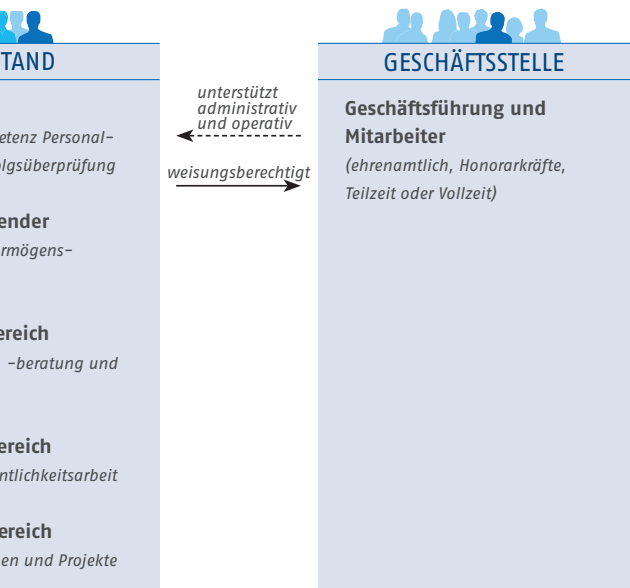 TAND
etenz Personal-
lgsüberprüfung
ender
rmögens-
ereich
-beratung und
ereich
ntlichkeitsarbeit
ereich
en und Projekte
unterstützt
administrativ
und operativ
weisungsberechtigt
GESCHÄFTSSTELLE
Geschäftsführung und
Mitarbeiter
(ehrenamtlich, Honorarkräfte,
Teilzeit oder Vollzeit)